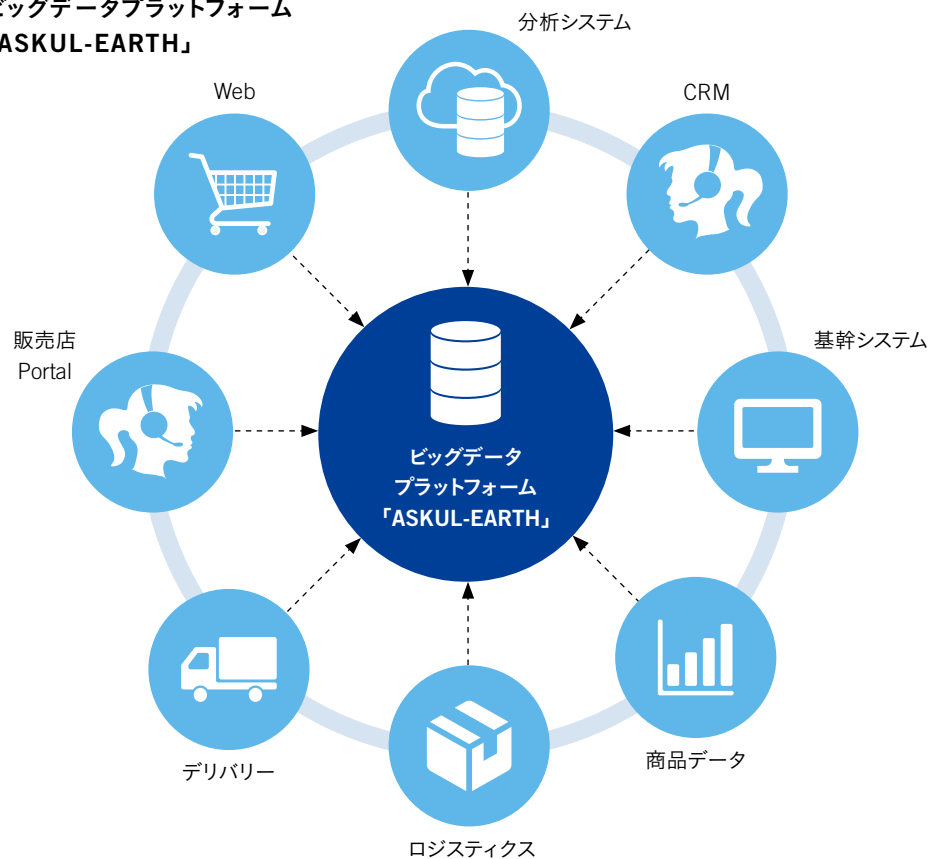 ビッグデータプラットフォーム
「ASKUL-EARTH」
分析システム
Web
CRM
販売店
Portal
基幹システム
ビッグデータ
プラットフォーム
「ASKUL-EARTH」
デリバリー
商品データ
ロジスティクス